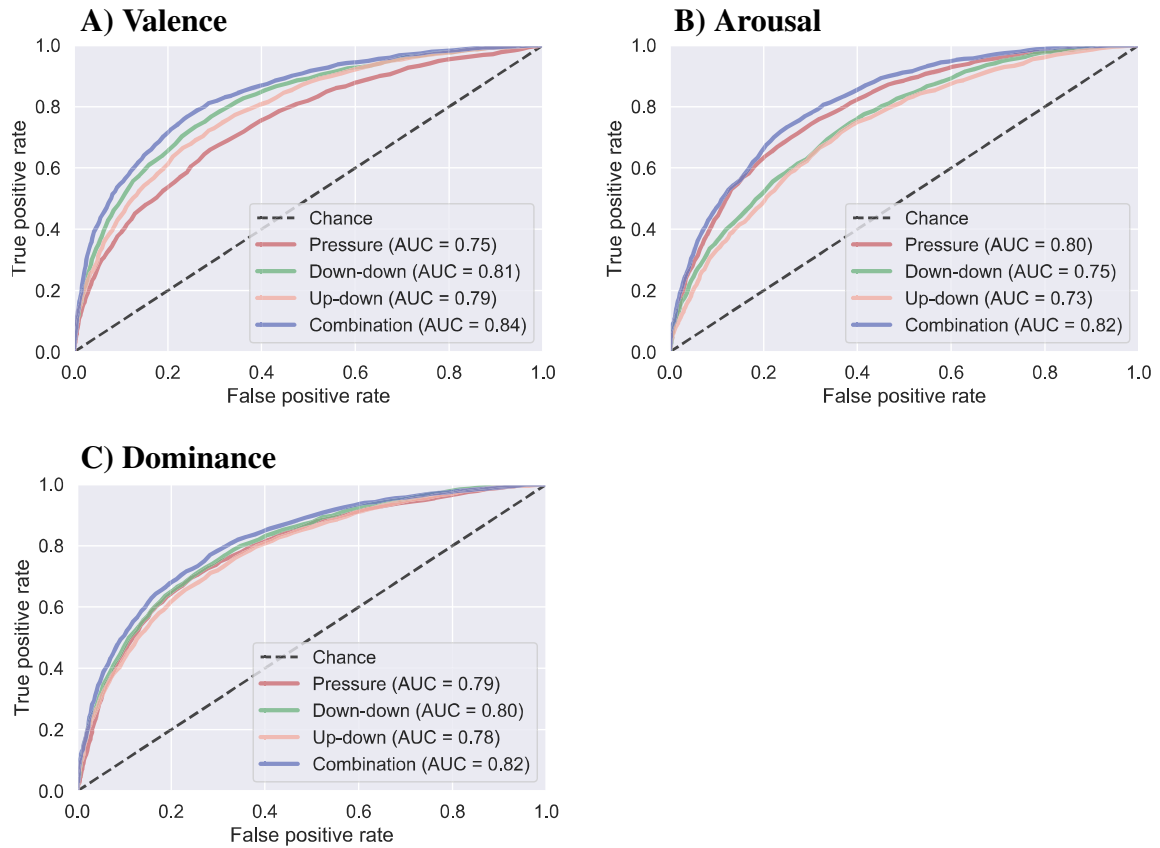 A) Valence
1.0
0.8
0.6
0.4
0.2
0.0
True positive rate
Chance
Pressure (AUC = 0.75)
Down-down (AUC = 0.81)
Up-down (AUC = 0.79)
Combination (AUC = 0.84)
0.0 0.2 0.4 0.6 0.8 1.0
False positive rate
B) Arousal
1.0
0.8
0.6
0.4
0.2
0.0
True positive rate
Chance
Pressure (AUC = 0.80)
Down-down (AUC = 0.75)
Up-down (AUC = 0.73)
Combination (AUC = 0.82)
0.0 0.2 0.4 0.6 0.8 1.0
False positive rate
C) Dominance
1.0
0.8
0.6
0.4
0.2
0.0
True positive rate
Chance
Pressure (AUC = 0.79)
Down-down (AUC = 0.80)
Up-down (AUC = 0.78)
Combination (AUC = 0.82)
0.0 0.2 0.4 0.6 0.8 1.0
False positive rate